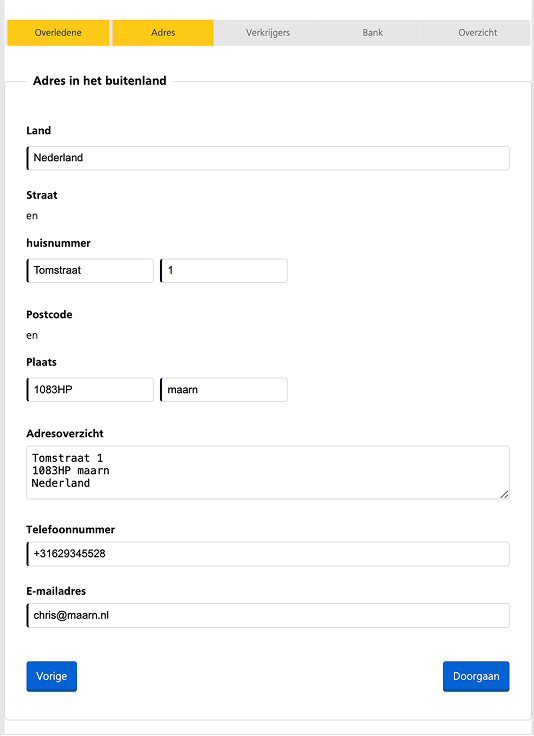 Overledene Adres Verkrijgers Bank Overzicht
Adres in het buitenland
Land
Nederland
Straat
en
huisnummer
Tomstraat 1
Postcode
en
Plaats
1083HP maarn
Adresoverzicht
Tomstraat 1
1083HP maarn
Nederland
Telefoonnummer
+31629345528
E-mailadres
chris@maarn.nl
Vorige Doorgaan